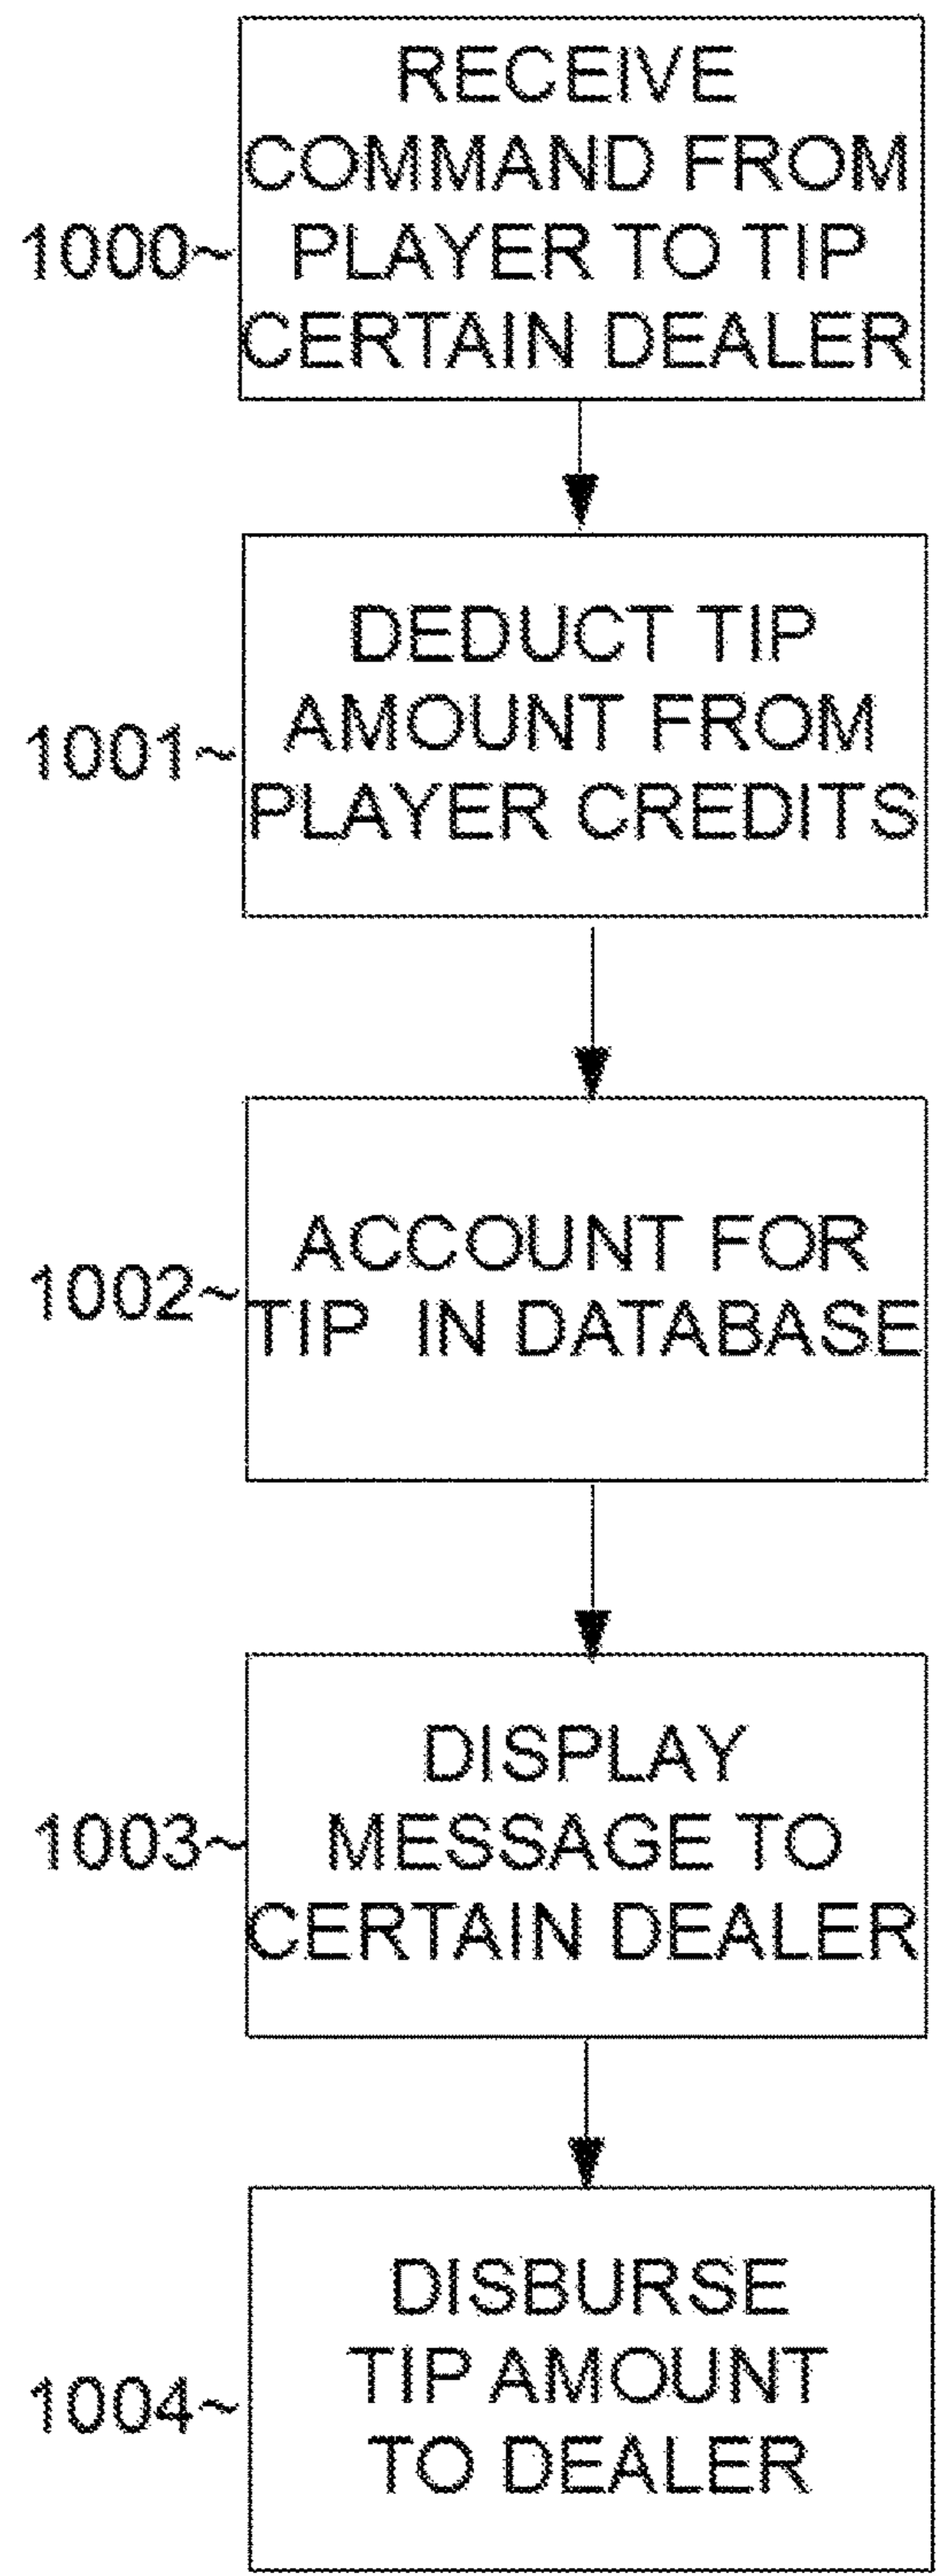 RECEIVE
COMMAND FROM
1000~ PLAYER TO TIP
CERTAIN DEALER
DEDUCT TIP
1001~ AMOUNT FROM
PLAYER CREDITS
ACCOUNT FOR
1002~ TIP IN DATABASE
DISPLAY
1003~ MESSAGE TO
CERTAIN DEALER
DISBURSE
1004~ TIP AMOUNT
TO DEALER